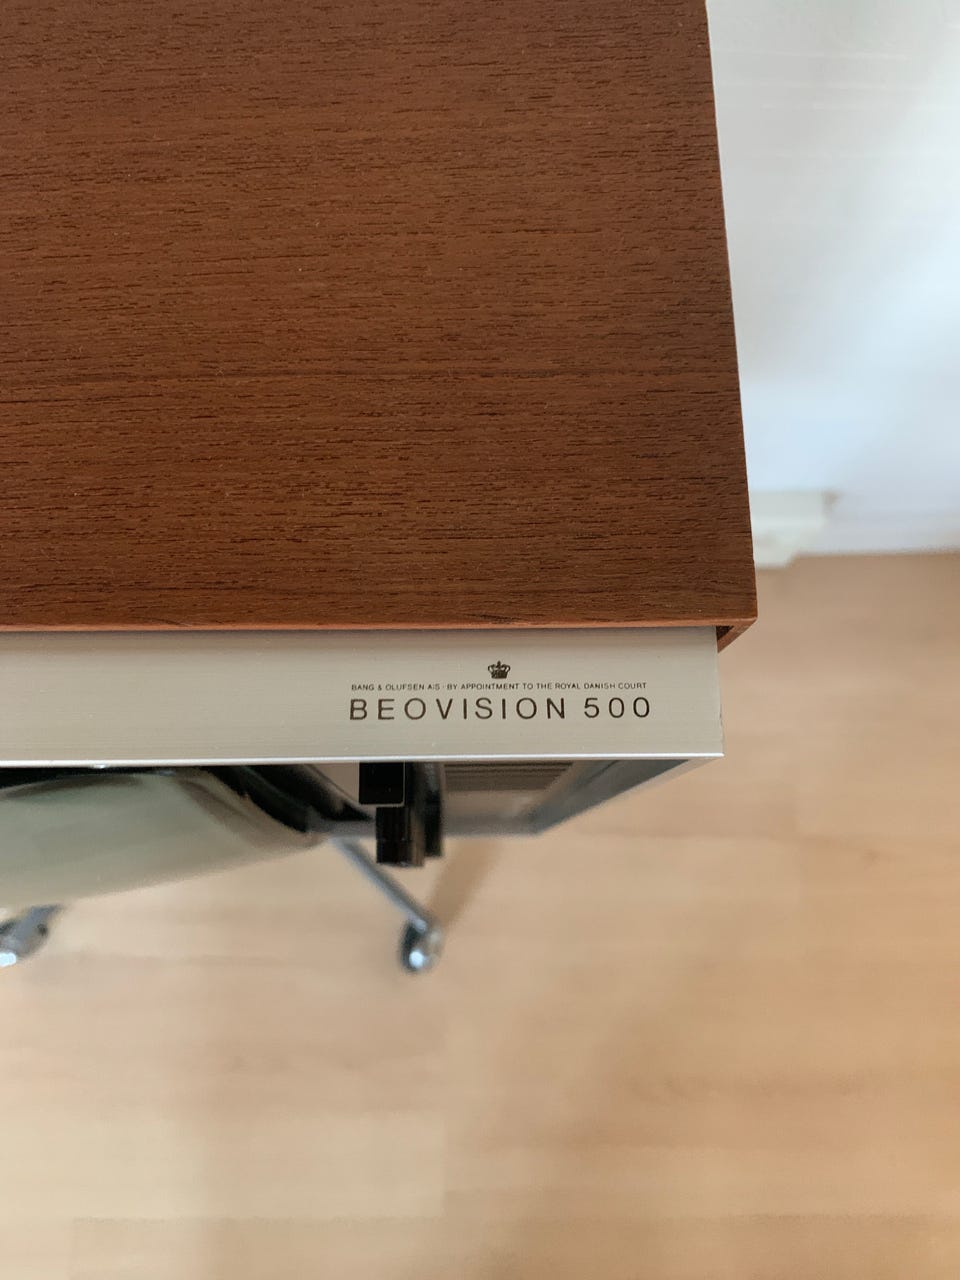 BANG & OLUFSEN A/S · BY APPOINTMENT TO THE ROYAL DANISH COURT
BEOVISION 500